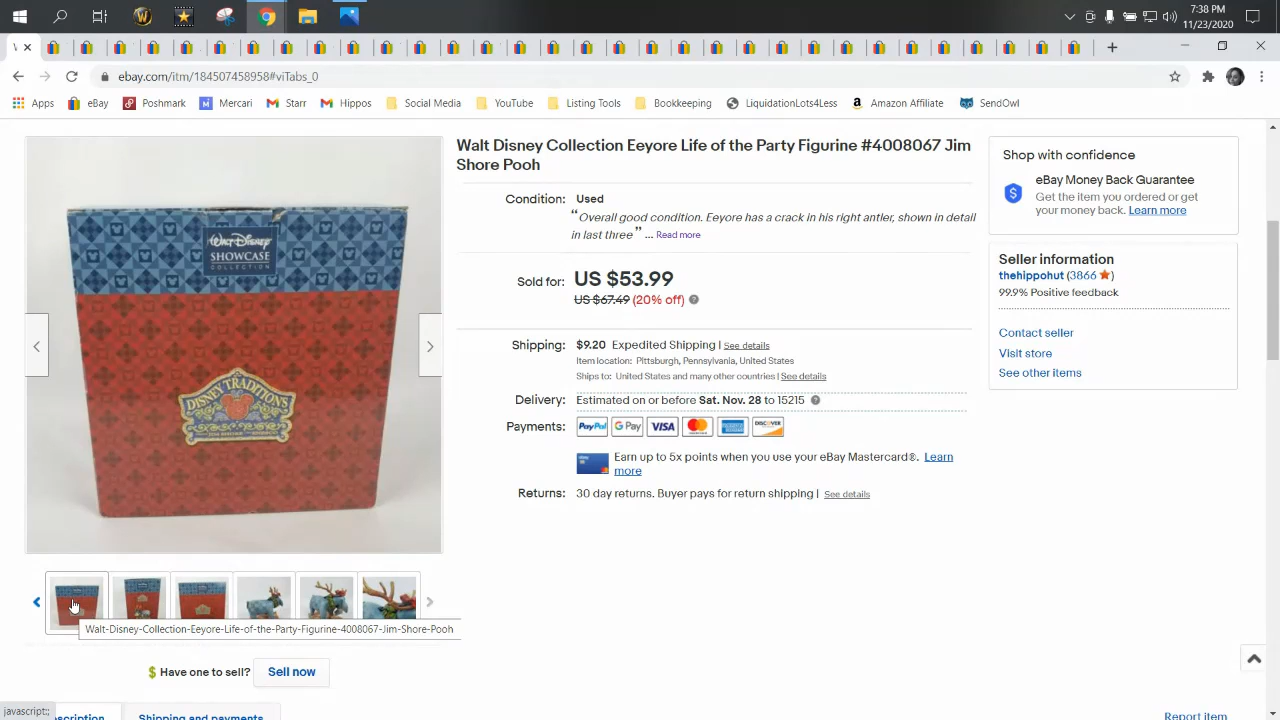 7:38 PM
11/23/2020
ebay.com/itm/184507458958#viTabs_0
Apps eBay Poshmark Mercari Starr Hippos Social Media YouTube Listing Tools Bookkeeping LiquidationLots4Less Amazon Affiliate SendOwl
Walt Disney
SHOWCASE
COLLECTION
DISNEY TRADITIONS
Walt Disney Collection Eeyore Life of the Party Figurine #4008067 Jim
Shore Pooh
Condition: Used
“Overall good condition. Eeyore has a crack in his right antler, shown in detail
in last three” ... Read more
Sold for: US $53.99
US $67.49 (20% off) ?
Shipping: $9.20 Expedited Shipping | See details
Item location: Pittsburgh, Pennsylvania, United States
Ships to: United States and many other countries | See details
Delivery: Estimated on or before Sat. Nov. 28 to 15215 ?
Payments: PayPal G Pay VISA MasterCard AMERICAN EXPRESS DISCOVER
Earn up to 5x points when you use your eBay Mastercard®. Learn
more
Returns: 30 day returns. Buyer pays for return shipping | See details
Shop with confidence
eBay Money Back Guarantee
Get the item you ordered or get
your money back. Learn more
Seller information
thehippohut (3866)
99.9% Positive feedback
Contact seller
Visit store
See other items
Walt-Disney-Collection-Eeyore-Life-of-the-Party-Figurine-4008067-Jim-Shore-Pooh
$ Have one to sell? Sell now
javascript:;
scription
Shipping and payments
Report item